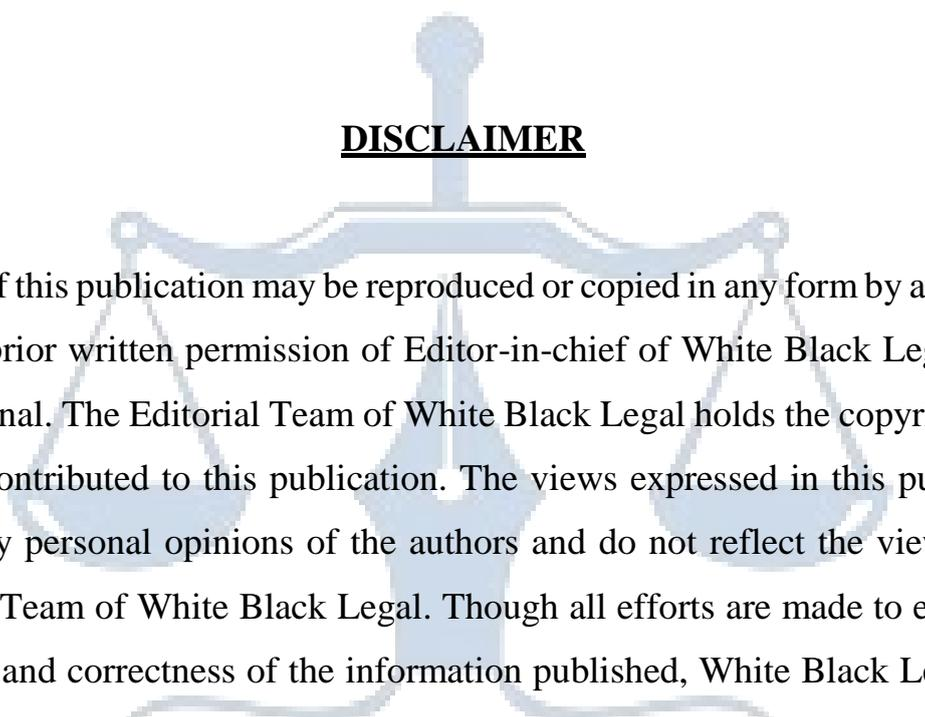 DISCLAIMER
f this publication may be reproduced or copied in any form by a
prior written permission of Editor-in-chief of White Black Leg
nal. The Editorial Team of White Black Legal holds the copyr
ontributed to this publication. The views expressed in this pu
y personal opinions of the authors and do not reflect the view
Team of White Black Legal. Though all efforts are made to e
and correctness of the information published, White Black Le